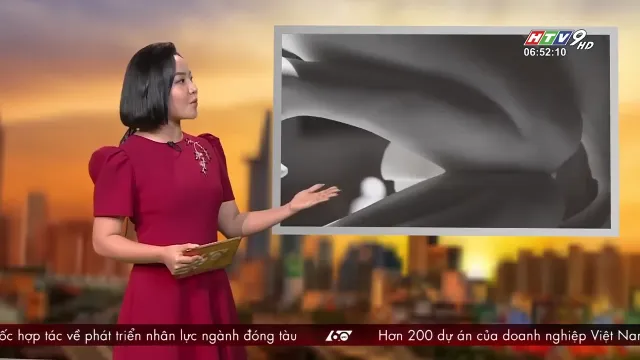 HTV9 HD
06:52:10
ốc hợp tác về phát triển nhân lực ngành đóng tàu
60
Hơn 200 dự án của doanh nghiệp Việt Nam